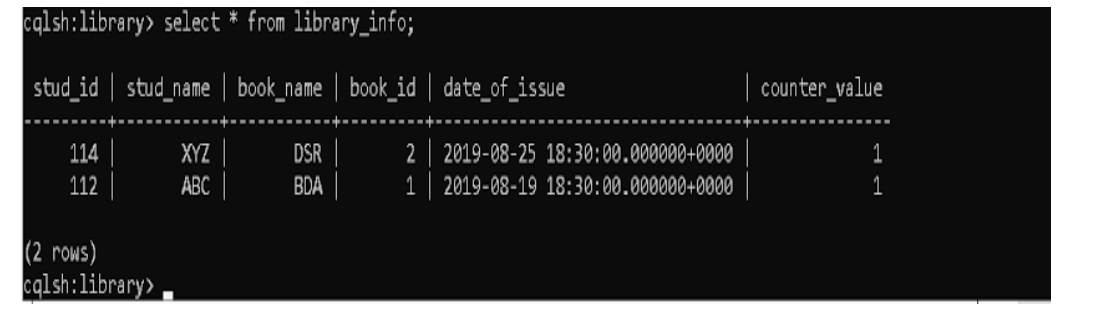 cqlsh:library> select * from library_info;
stud_id | stud_name | book_name | book_id | date_of_issue | counter_value
---------+-----------+-----------+---------+---------------------------------+---------------
114 | XYZ | DSR | 2 | 2019-08-25 18:30:00.000000+0000 | 1
112 | ABC | BDA | 1 | 2019-08-19 18:30:00.000000+0000 | 1
(2 rows)
cqlsh:library>